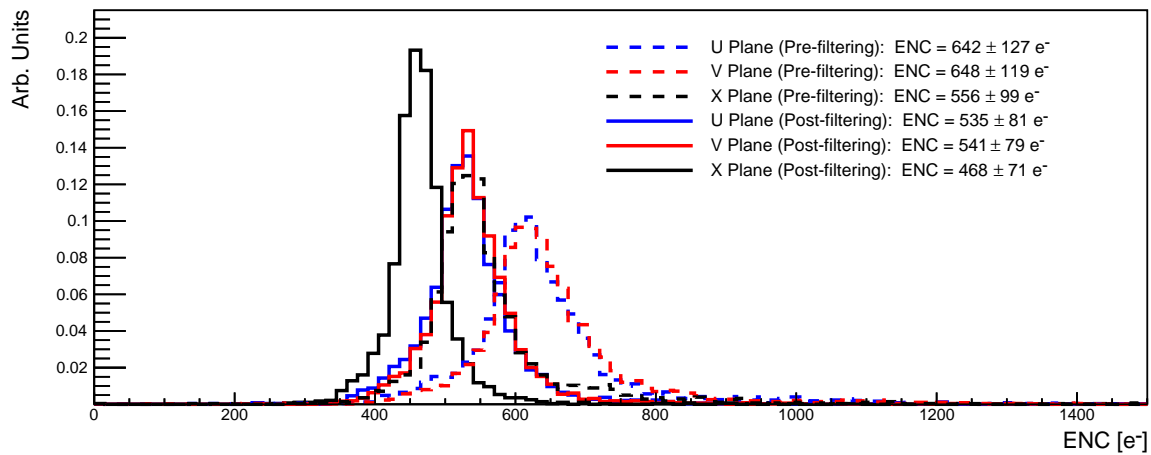 Arb. Units
0.2
0.18
0.16
0.14
0.12
0.1
0.08
0.06
0.04
0.02
U Plane (Pre-filtering): ENC = 642 ± 127 e⁻
V Plane (Pre-filtering): ENC = 648 ± 119 e⁻
X Plane (Pre-filtering): ENC = 556 ± 99 e⁻
U Plane (Post-filtering): ENC = 535 ± 81 e⁻
V Plane (Post-filtering): ENC = 541 ± 79 e⁻
X Plane (Post-filtering): ENC = 468 ± 71 e⁻
0 200 400 600 800 1000 1200 1400
ENC [e⁻]